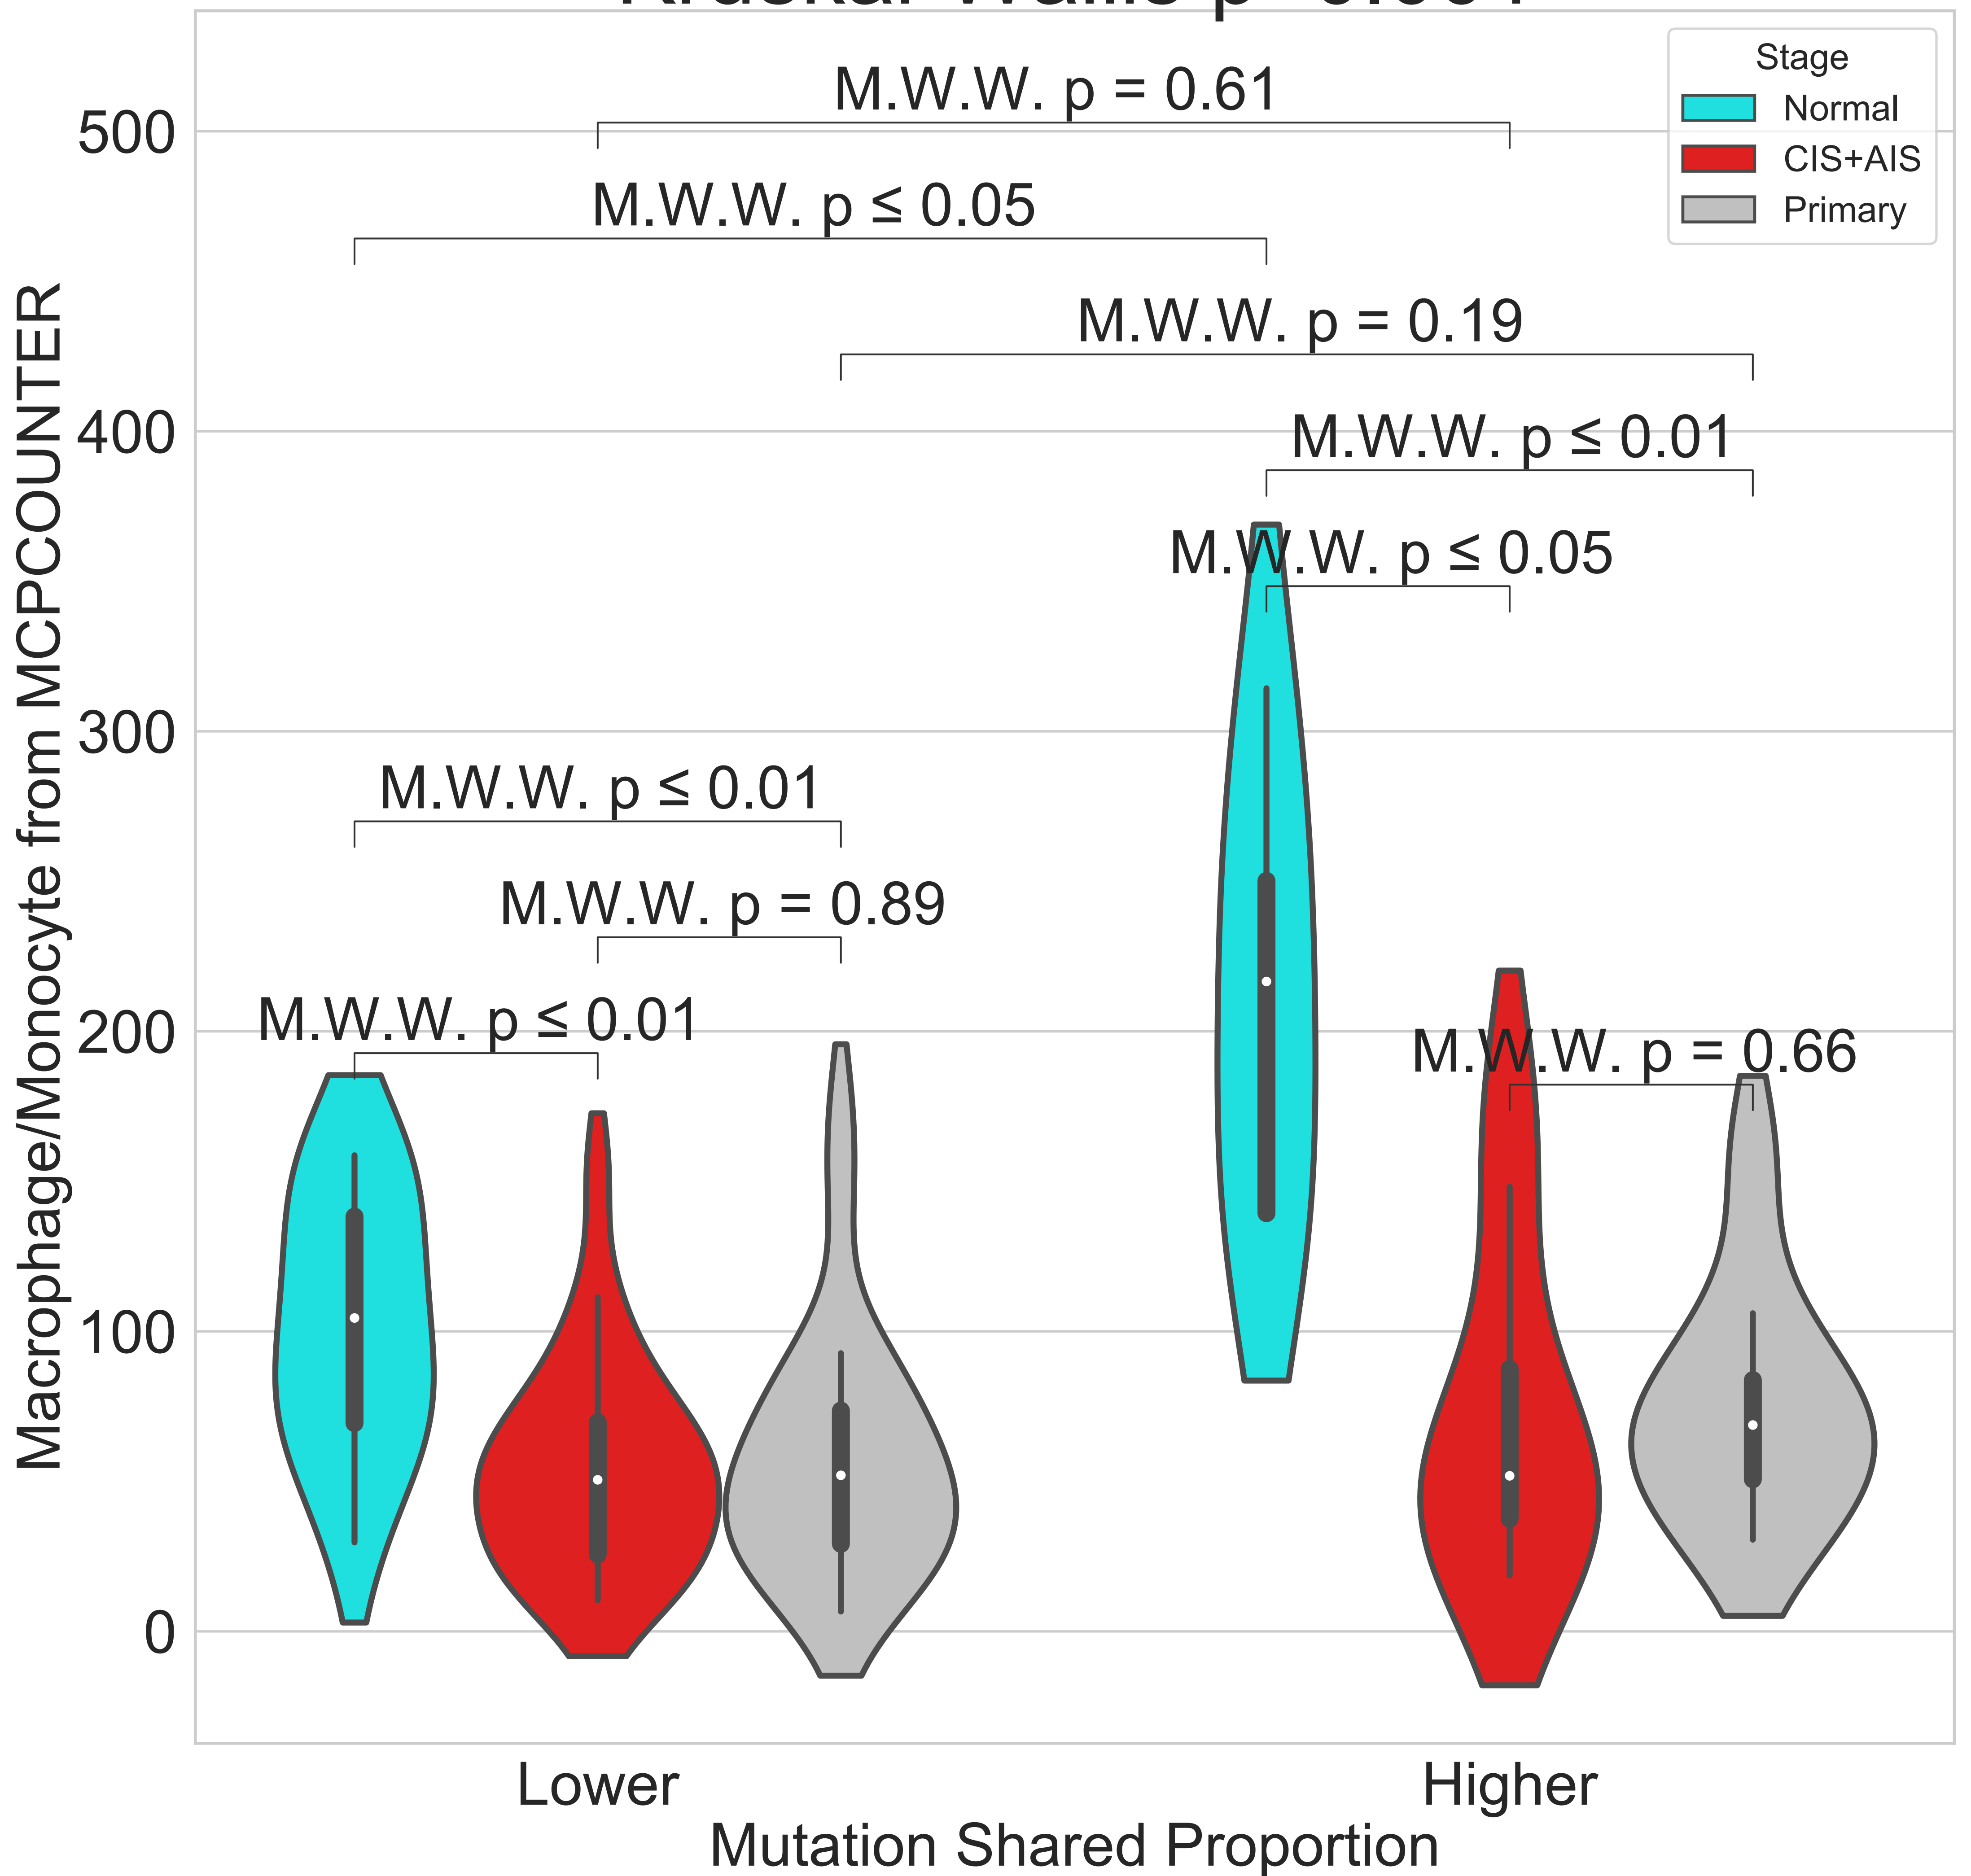 Stage
Normal
CIS+AIS
Primary
M.W.W. p = 0.61
M.W.W. p ≤ 0.05
M.W.W. p = 0.19
M.W.W. p ≤ 0.01
M.W.W. p ≤ 0.05
M.W.W. p ≤ 0.01
M.W.W. p = 0.89
M.W.W. p ≤ 0.01
M.W.W. p = 0.66
Macrophage/Monocyte from MCPCOUNTER
500
400
300
200
100
0
Lower
Higher
Mutation Shared Proportion